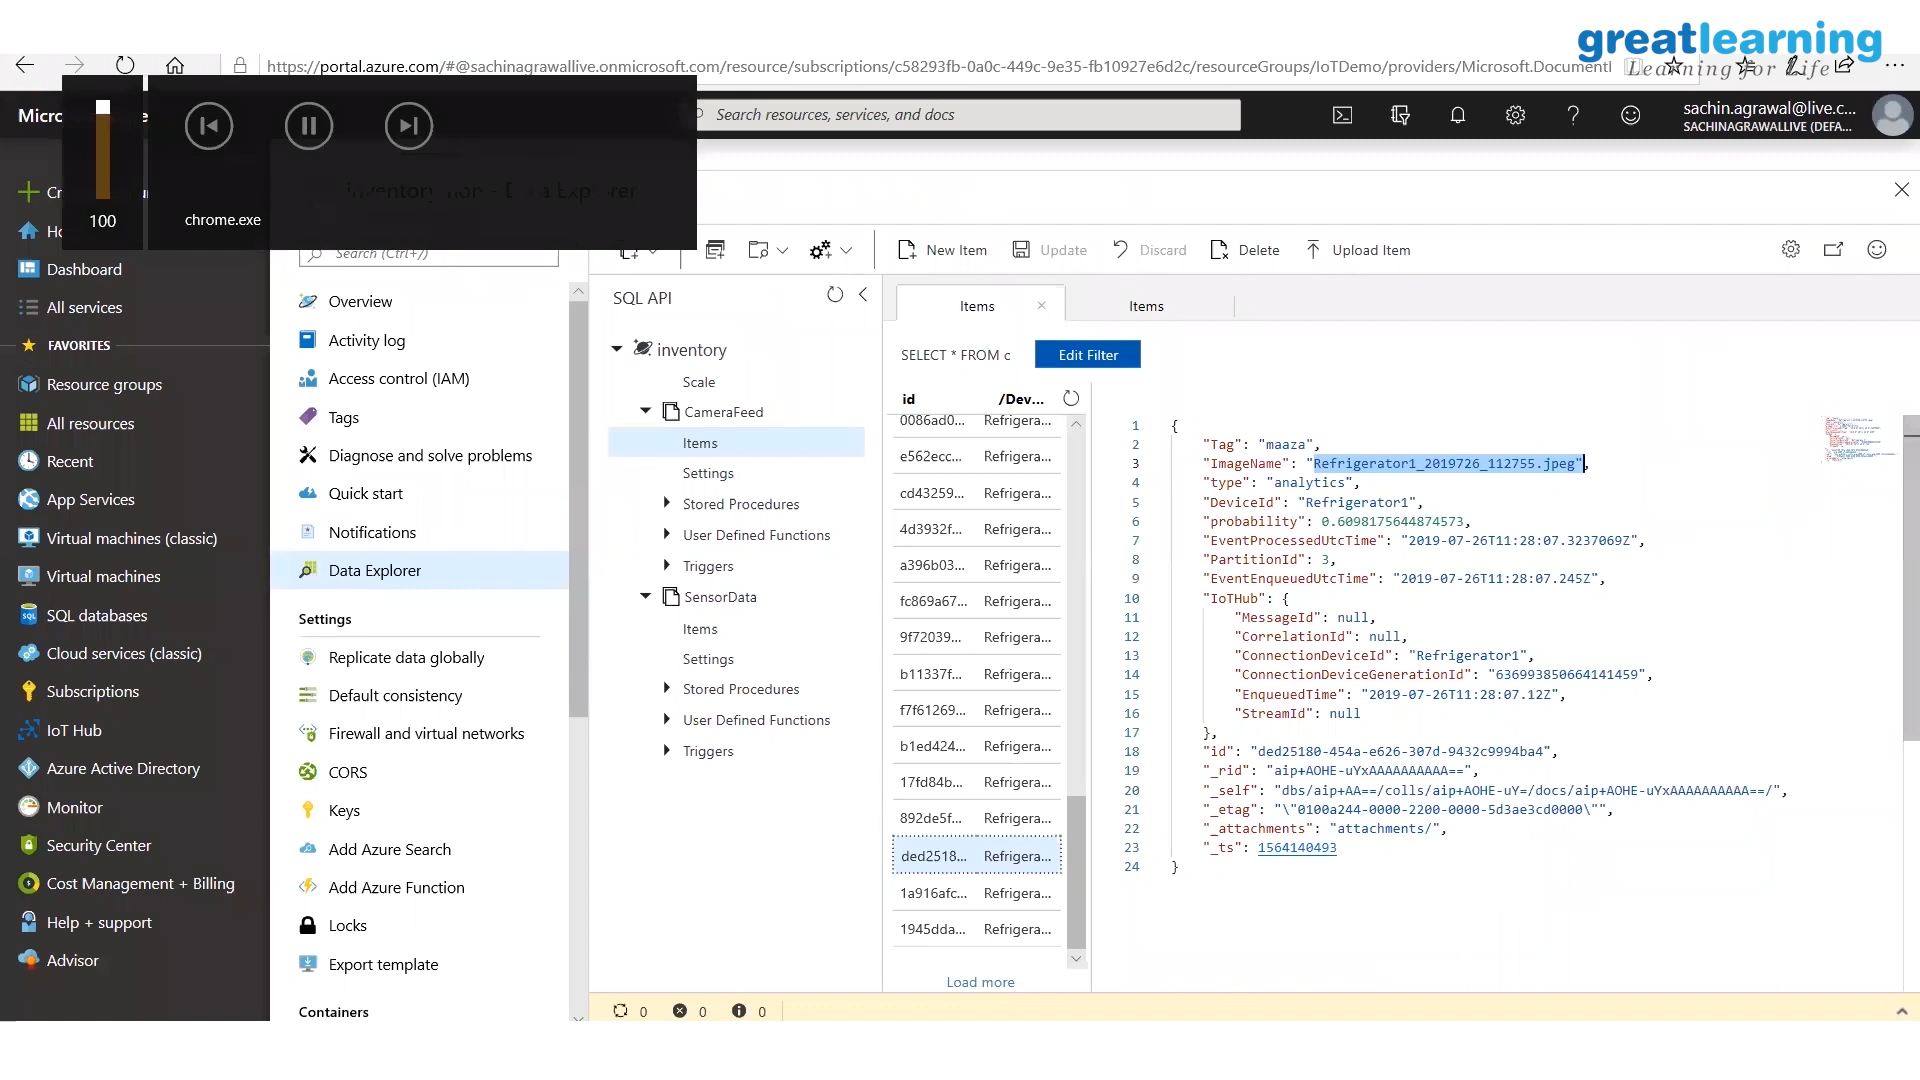 greatlearning
Learning for Life
https://portal.azure.com/#@sachinagrawallive.onmicrosoft.com/resource/subscriptions/c58293fb-0a0c-449c-9e35-fb10927e6d2c/resourceGroups/IoTDemo/providers/Microsoft.DocumentI
Search resources, services, and docs
sachin.agrawal@live.c...
SACHINAGRAWALLIVE (DEFA...
100
chrome.exe
Dashboard
All services
FAVORITES
Resource groups
All resources
Recent
App Services
Virtual machines (classic)
Virtual machines
SQL databases
Cloud services (classic)
Subscriptions
IoT Hub
Azure Active Directory
Monitor
Security Center
Cost Management + Billing
Help + support
Advisor
Search (Ctrl+/)
Overview
Activity log
Access control (IAM)
Tags
Diagnose and solve problems
Quick start
Notifications
Data Explorer
Settings
Replicate data globally
Default consistency
Firewall and virtual networks
CORS
Keys
Add Azure Search
Add Azure Function
Locks
Export template
Containers
New Item
Update
Discard
Delete
Upload Item
SQL API
inventory
Scale
CameraFeed
Items
Settings
Stored Procedures
User Defined Functions
Triggers
SensorData
Items
Settings
Stored Procedures
User Defined Functions
Triggers
Items
Items
SELECT * FROM c
Edit Filter
id /Dev...
0086ad0... Refrigera...
e562ecc... Refrigera...
cd43259... Refrigera...
4d3932f... Refrigera...
a396b03... Refrigera...
fc869a67... Refrigera...
9f72039... Refrigera...
b11337f... Refrigera...
f7f61269... Refrigera...
b1ed424... Refrigera...
17fd84b... Refrigera...
892de5f... Refrigera...
ded2518... Refrigera...
1a916afc... Refrigera...
1945dda... Refrigera...
Load more
1 {
2 "Tag": "maaza",
3 "ImageName": "Refrigerator1_2019726_112755.jpeg",
4 "type": "analytics",
5 "DeviceId": "Refrigerator1",
6 "probability": 0.6098175644874573,
7 "EventProcessedUtcTime": "2019-07-26T11:28:07.3237069Z",
8 "PartitionId": 3,
9 "EventEnqueuedUtcTime": "2019-07-26T11:28:07.245Z",
10 "IoTHub": {
11 "MessageId": null,
12 "CorrelationId": null,
13 "ConnectionDeviceId": "Refrigerator1",
14 "ConnectionDeviceGenerationId": "636993850664141459",
15 "EnqueuedTime": "2019-07-26T11:28:07.12Z",
16 "StreamId": null
17 },
18 "id": "ded25180-454a-e626-307d-9432c9994ba4",
19 "_rid": "aip+AOHE-uYxAAAAAAAAAA==",
20 "_self": "dbs/aip+AA==/colls/aip+AOHE-uY=/docs/aip+AOHE-uYxAAAAAAAAAA==/",
21 "_etag": "\"0100a244-0000-2200-0000-5d3ae3cd0000\"",
22 "_attachments": "attachments/",
23 "_ts": 1564140493
24 }
0 0 0